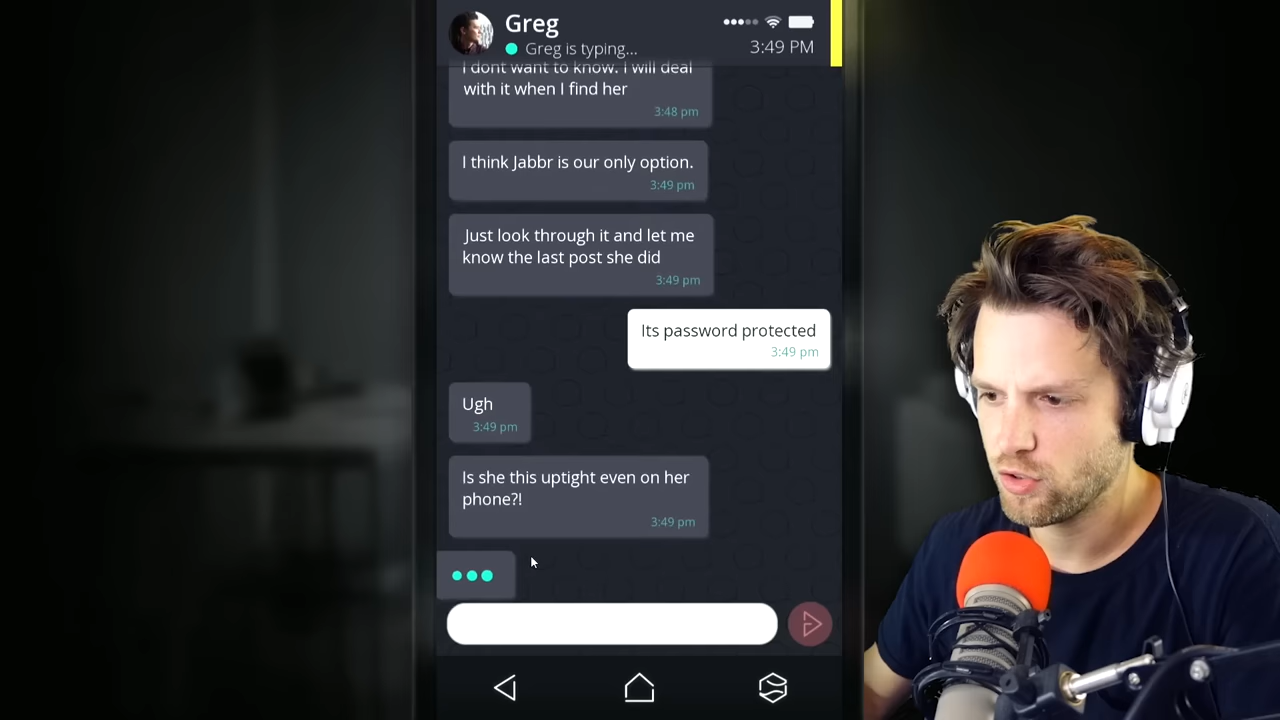 Greg
Greg is typing...
3:49 PM
I dont want to know. I will deal
with it when I find her
3:48 pm
I think Jabbr is our only option.
3:49 pm
Just look through it and let me
know the last post she did
3:49 pm
Its password protected
3:49 pm
Ugh
3:49 pm
Is she this uptight even on her
phone?!
3:49 pm